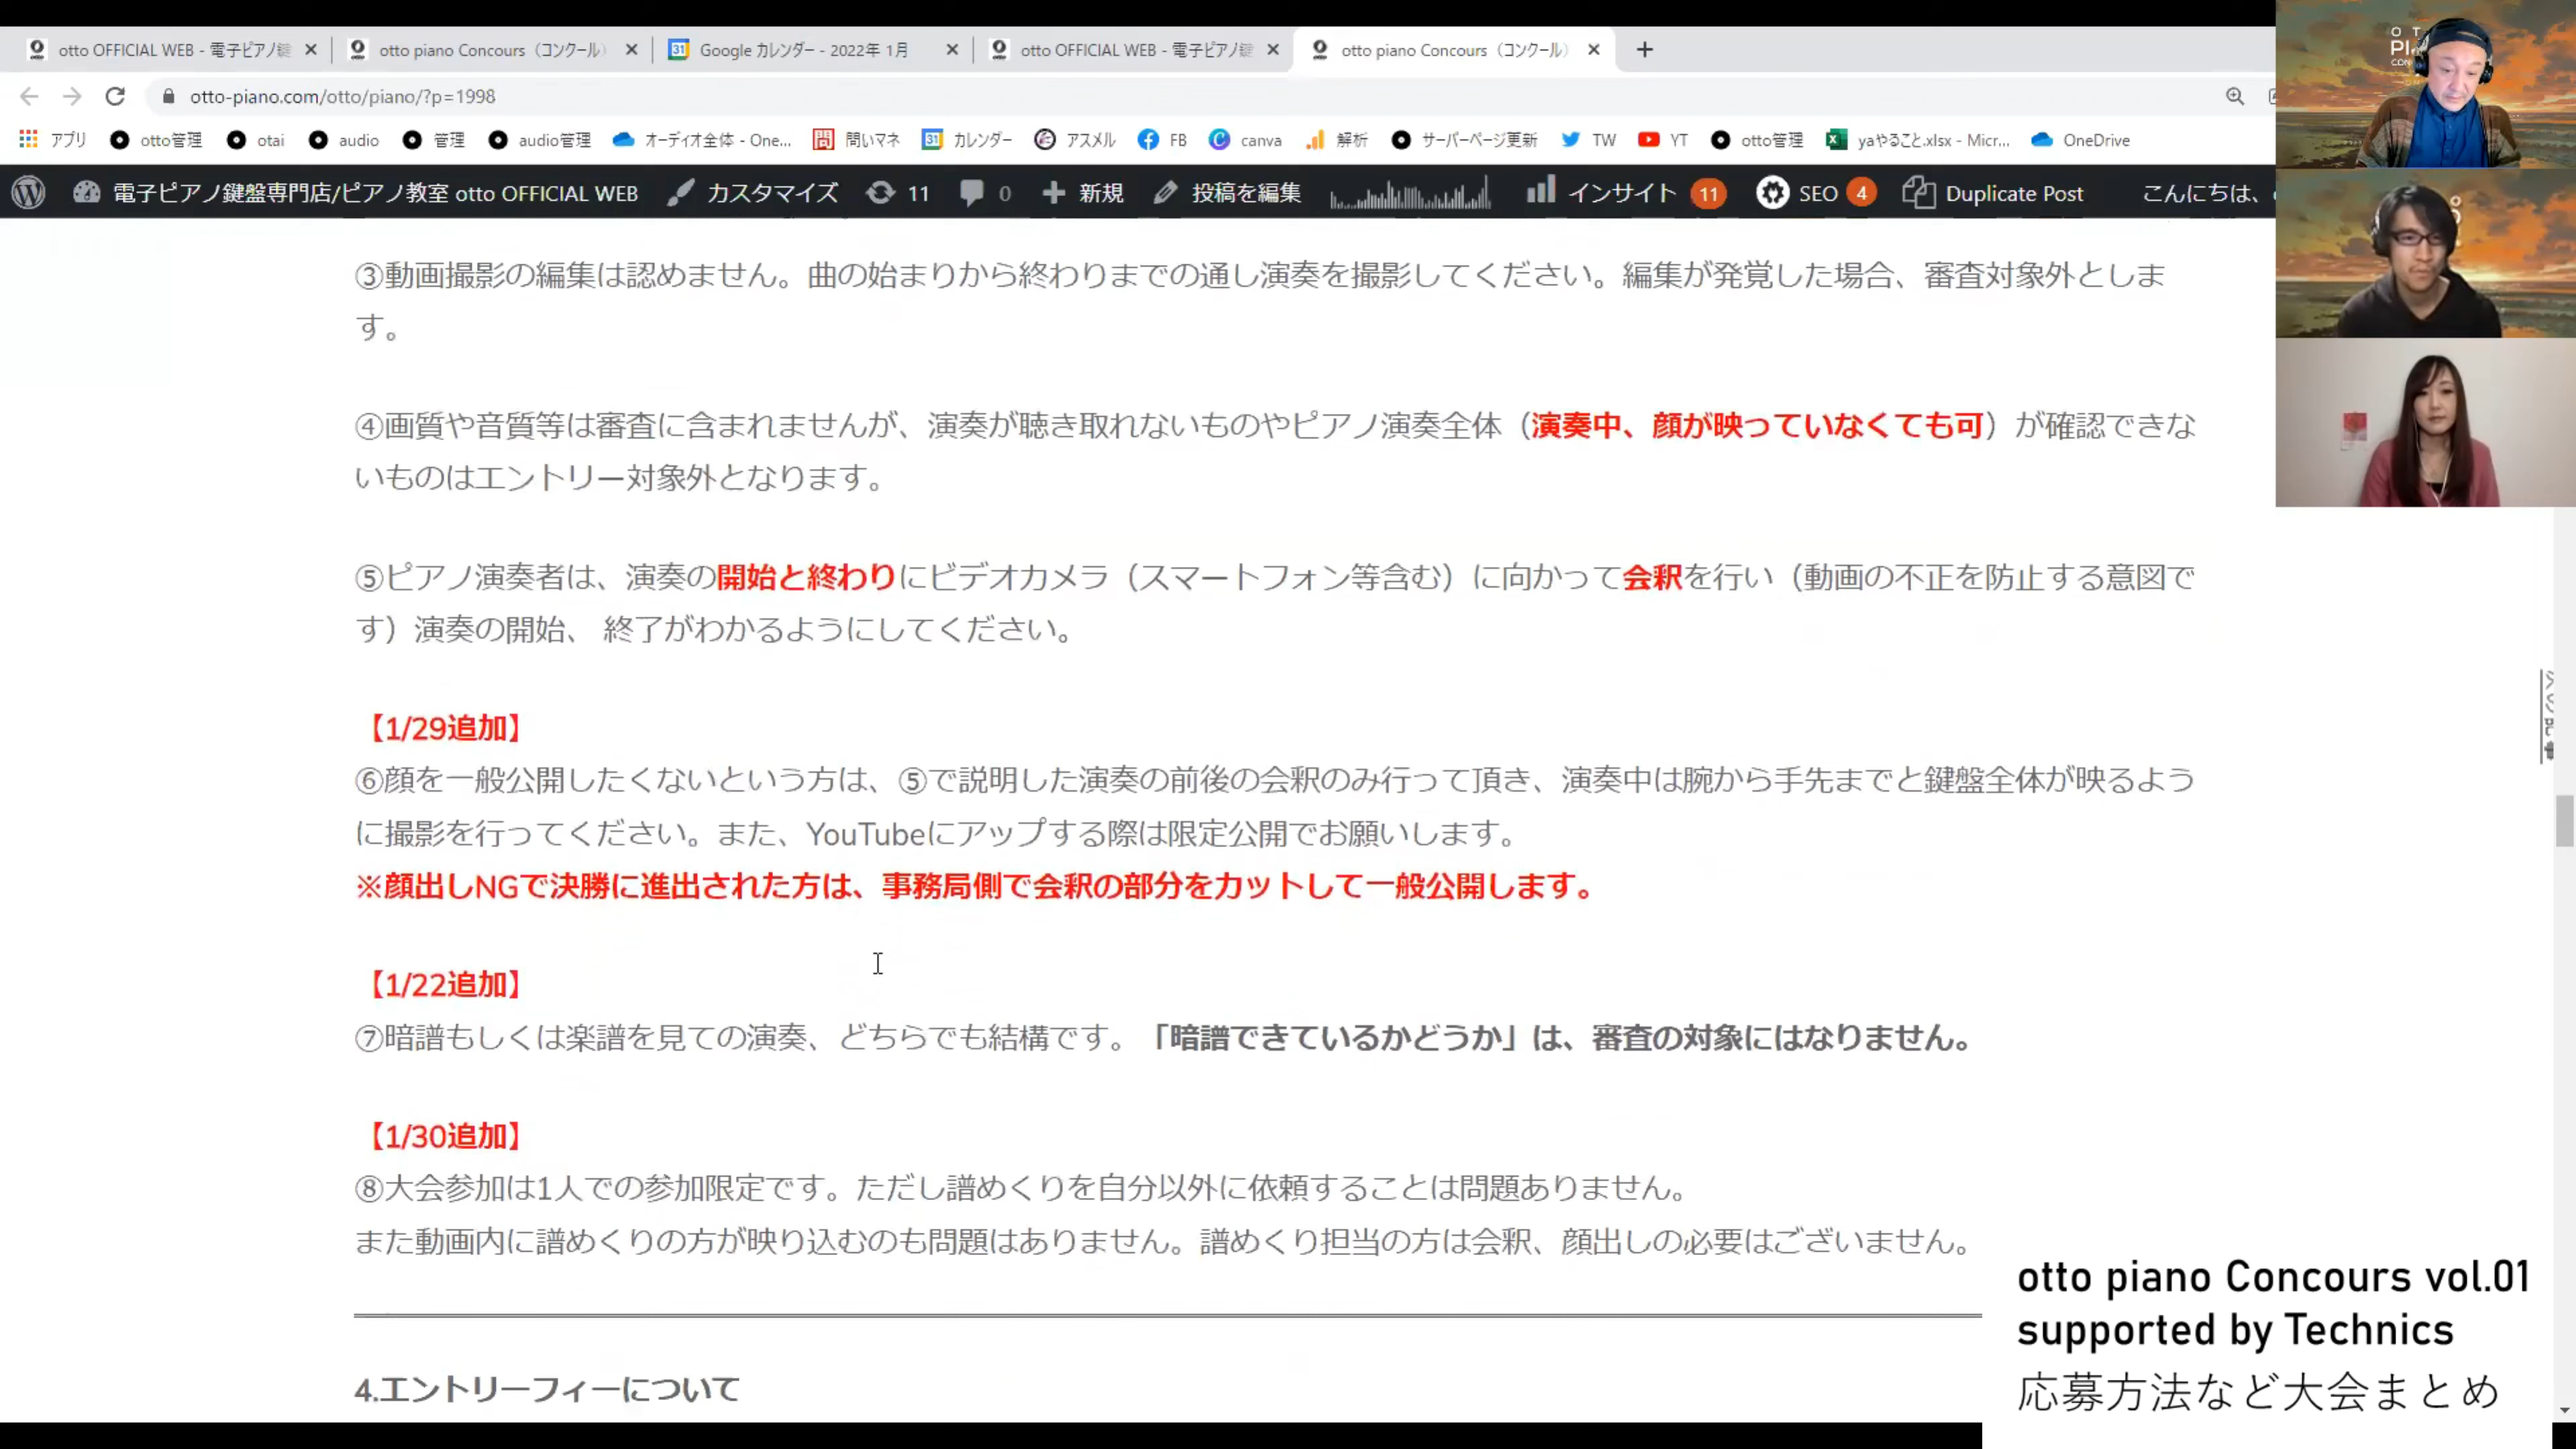 otto OFFICIAL WEB - 電子ピアノ鍵
otto piano Concours（コンクール）
Google カレンダー - 2022年 1月
otto OFFICIAL WEB - 電子ピアノ鍵
otto piano Concours（コンクール）
otto-piano.com/otto/piano/?p=1998
アプリ otto管理 otai audio 管理 audio管理 オーディオ全体 - One... 問いマネ カレンダー アスメル FB canva 解析 サーバーページ更新 TW YT otto管理 yaやること.xlsx - Micr... OneDrive
電子ピアノ鍵盤専門店/ピアノ教室 otto OFFICIAL WEB カスタマイズ 11 0 新規 投稿を編集 インサイト 11 SEO 4 Duplicate Post こんにちは、
③動画撮影の編集は認めません。曲の始まりから終わりまでの通し演奏を撮影してください。編集が発覚した場合、審査対象外としま
す。
④画質や音質等は審査に含まれませんが、演奏が聴き取れないものやピアノ演奏全体（演奏中、顔が映っていなくても可）が確認できな
いものはエントリー対象外となります。
⑤ピアノ演奏者は、演奏の開始と終わりにビデオカメラ（スマートフォン等含む）に向かって会釈を行い（動画の不正を防止する意図で
す）演奏の開始、 終了がわかるようにしてください。
【1/29追加】
⑥顔を一般公開したくないという方は、⑤で説明した演奏の前後の会釈のみ行って頂き、演奏中は腕から手先までと鍵盤全体が映るよう
に撮影を行ってください。また、YouTubeにアップする際は限定公開でお願いします。
※顔出しNGで決勝に進出された方は、事務局側で会釈の部分をカットして一般公開します。
【1/22追加】
⑦暗譜もしくは楽譜を見ての演奏、どちらでも結構です。「暗譜できているかどうか」は、審査の対象にはなりません。
【1/30追加】
⑧大会参加は1人での参加限定です。ただし譜めくりを自分以外に依頼することは問題ありません。
また動画内に譜めくりの方が映り込むのも問題はありません。譜めくり担当の方は会釈、顔出しの必要はございません。
4.エントリーフィーについて
otto piano Concours vol.01
supported by Technics
応募方法など大会まとめ